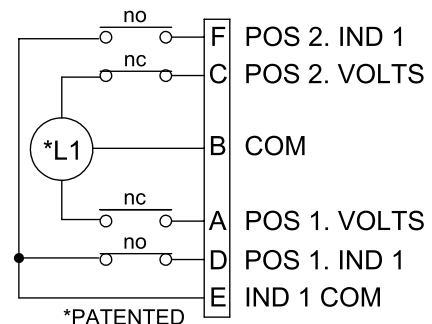 no
F POS 2. IND 1
nc
C POS 2. VOLTS
*L1
B COM
nc
A POS 1. VOLTS
no
D POS 1. IND 1
E IND 1 COM
*PATENTED